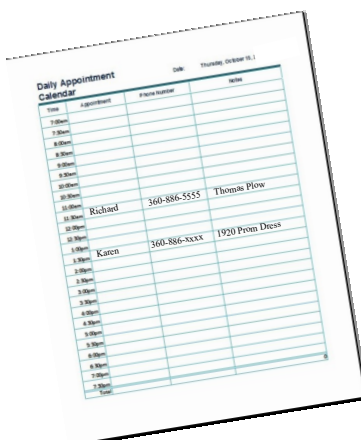 Daily Appointment
Calendar
Date: Thursday, October
Time Appointment Phone Number Notes
7:00am
7:30am
8:00am
8:30am
9:00am
9:30am
10:00am
10:30am
11:00am
11:30am Richard 360-886-5555 Thomas Plow
12:00pm
12:30pm
1:00pm
1:30pm Karen 360-886-xxxx 1920 Prom Dress
2:00pm
2:30pm
3:00pm
3:30pm
4:00pm
4:30pm
5:00pm
5:30pm
6:00pm
6:30pm
7:00pm
7:30pm
Total 0